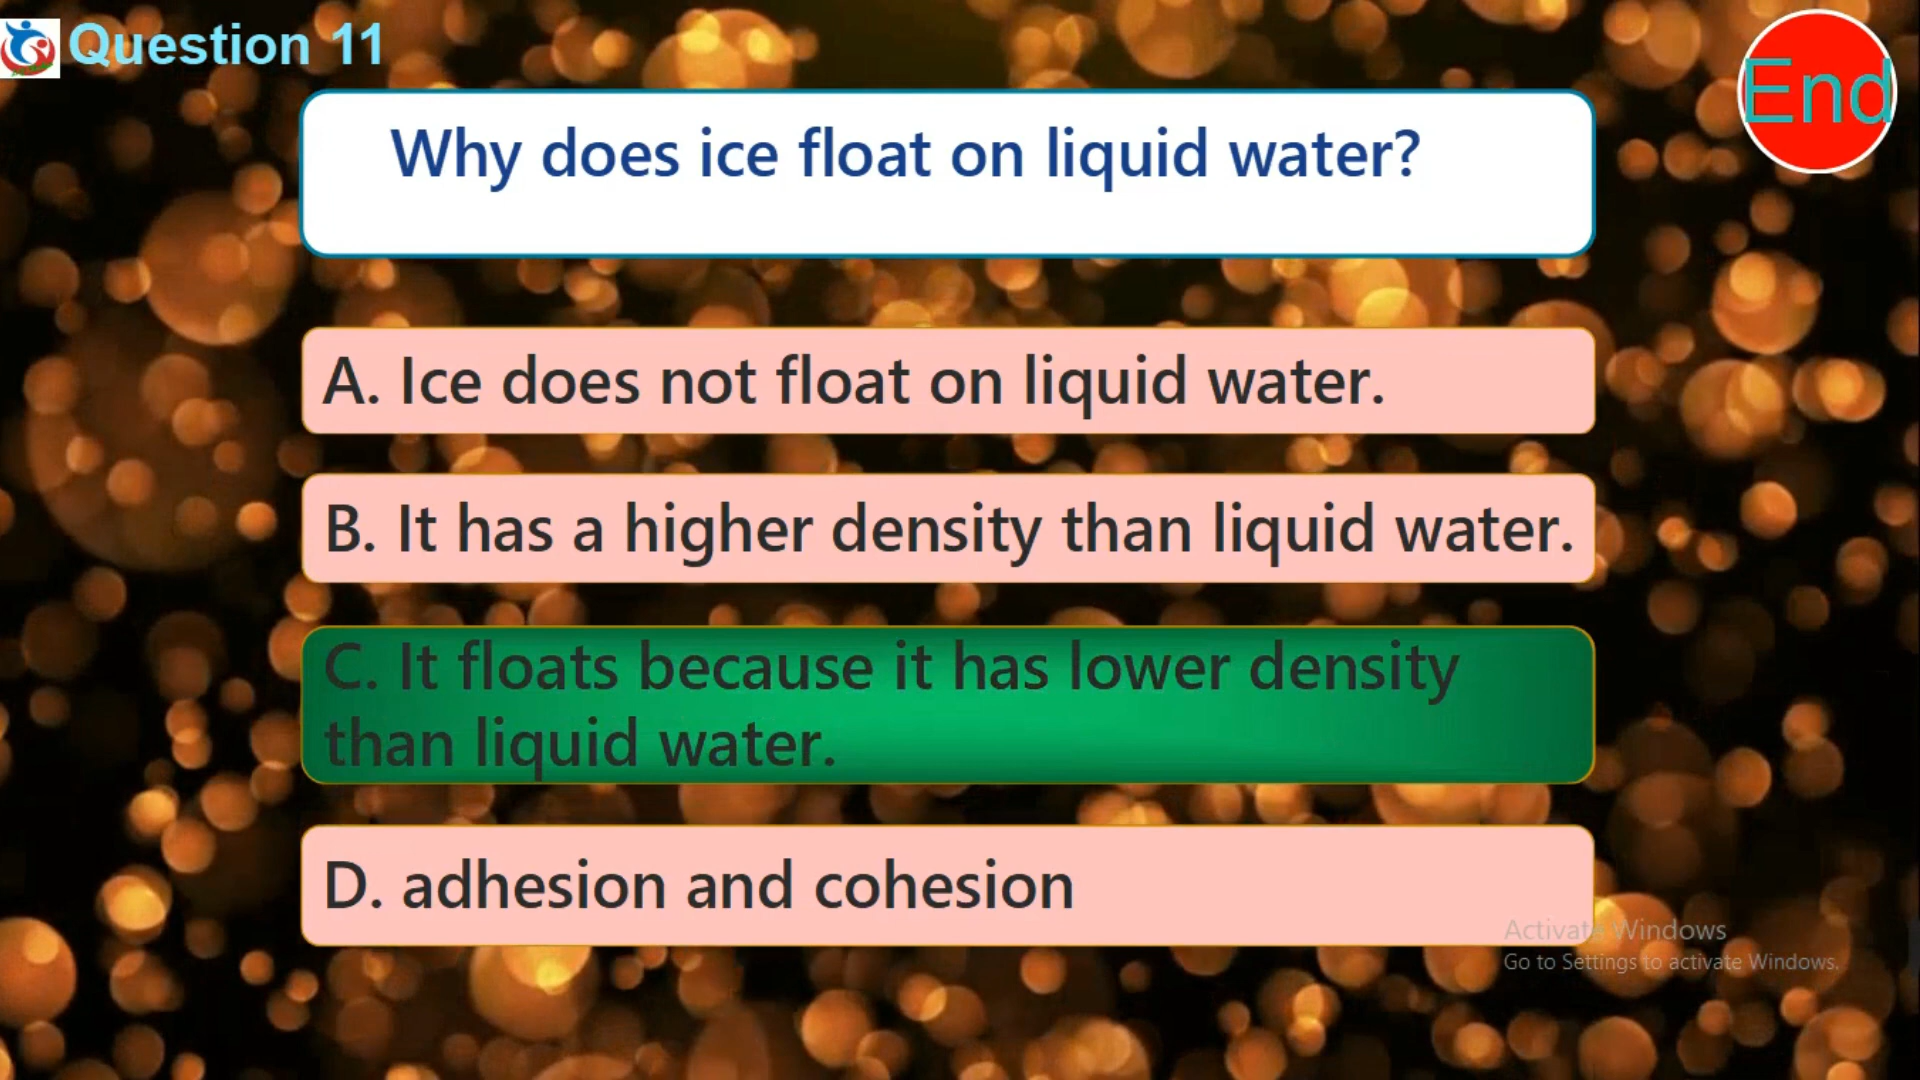 Question 11
End
Why does ice float on liquid water?
A. Ice does not float on liquid water.
B. It has a higher density than liquid water.
C. It floats because it has lower density
than liquid water.
D. adhesion and cohesion
Activate Windows
Go to Settings to activate Windows.